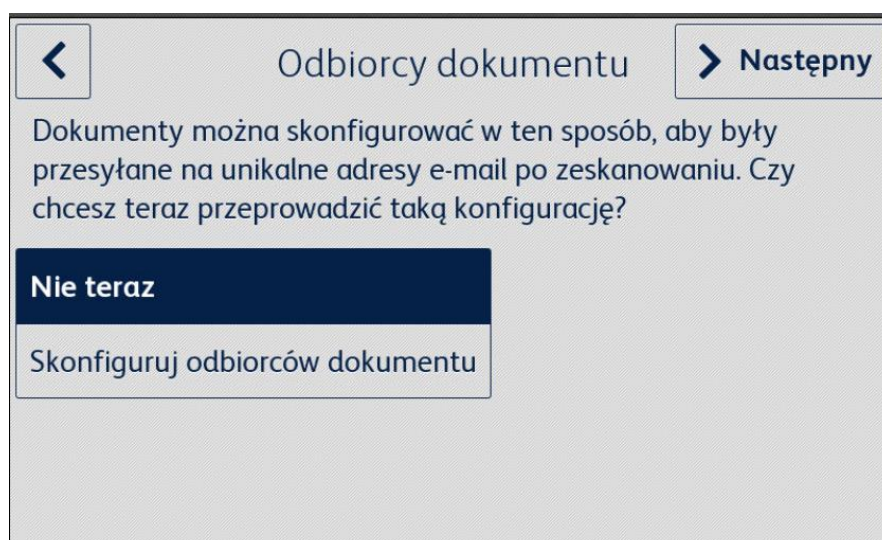 Odbiorcy dokumentu
Następny
Dokumenty można skonfigurować w ten sposób, aby były
przesyłane na unikalne adresy e-mail po zeskanowaniu. Czy
chcesz teraz przeprowadzić taką konfigurację?
Nie teraz
Skonfiguruj odbiorców dokumentu